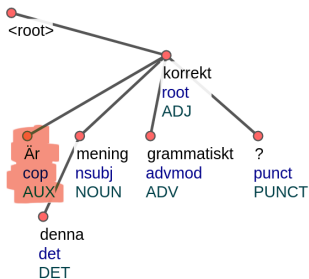 <root>
korrekt
root
ADJ
Är
cop
AUX
mening
nsubj
NOUN
grammatiskt
advmod
ADV
?
punct
PUNCT
denna
det
DET